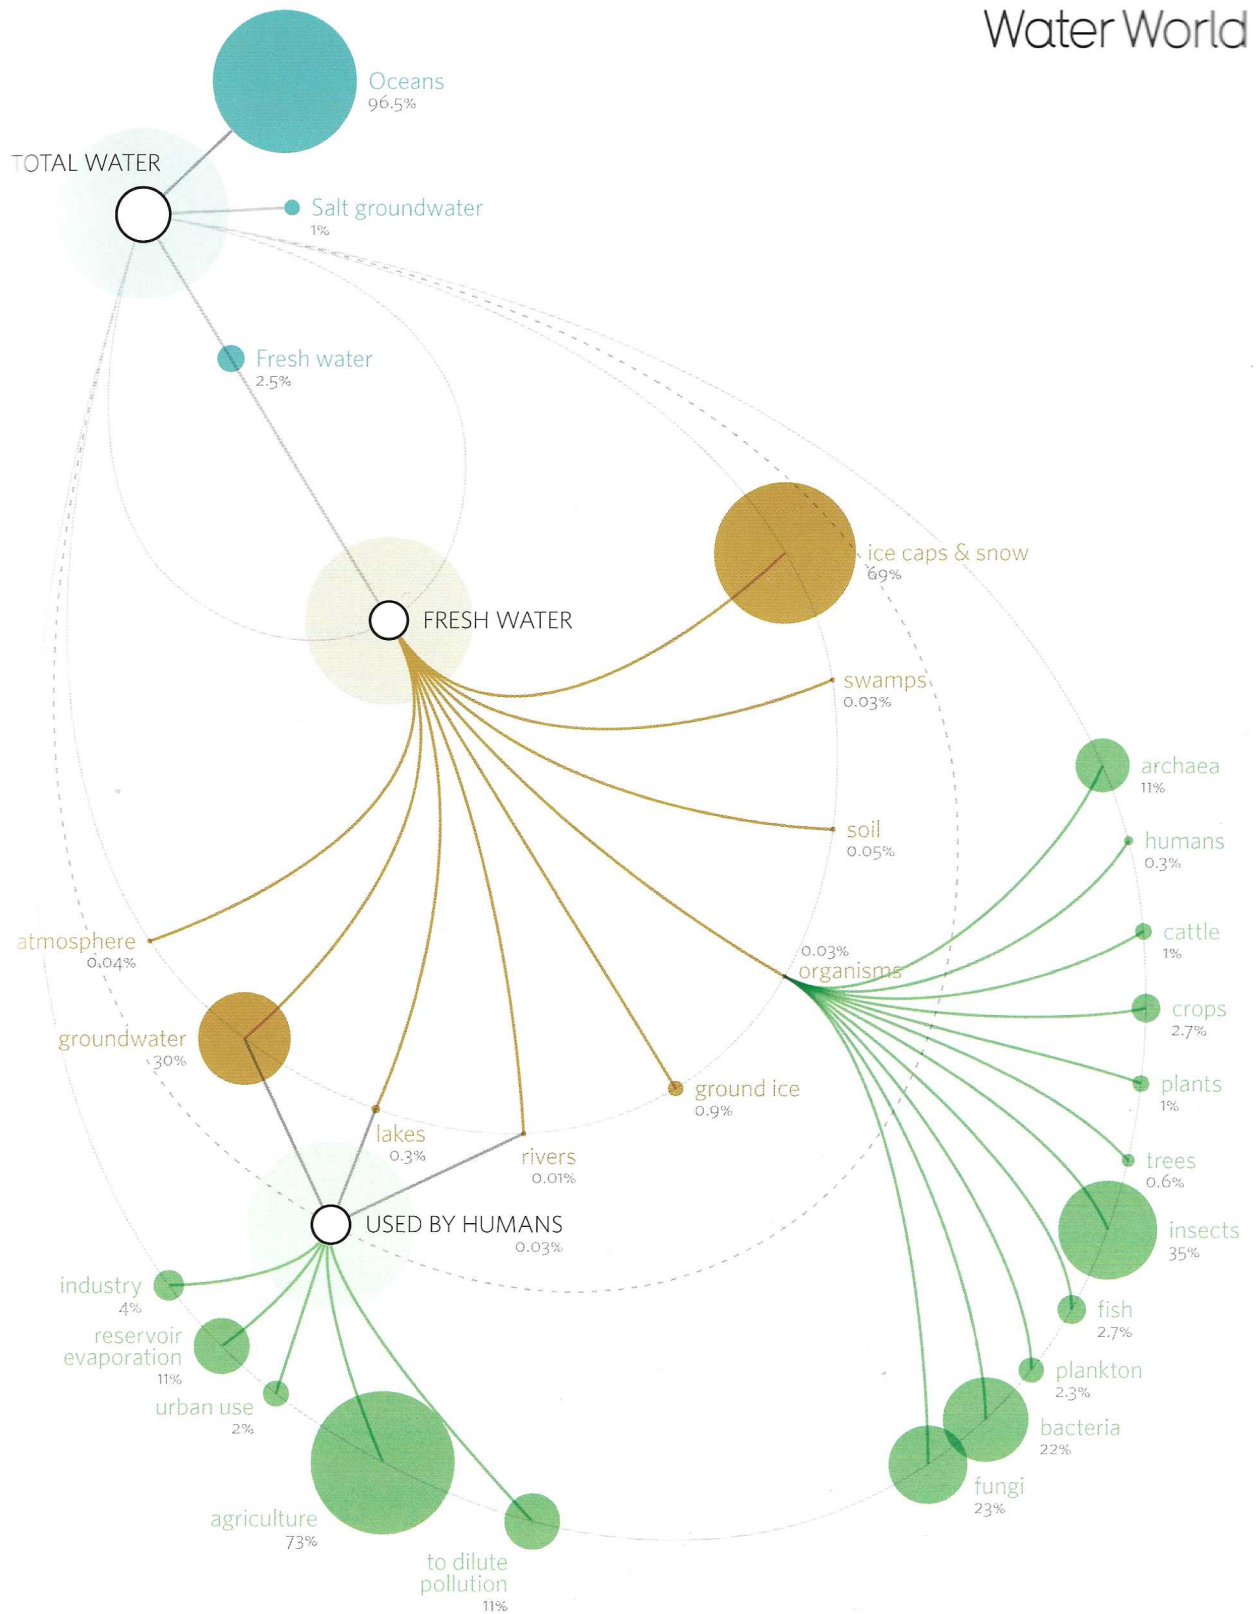 Water World
Oceans
96.5%
TOTAL WATER
Salt groundwater
1%
Fresh water
2.5%
ice caps & snow
69%
FRESH WATER
swamps
0.03%
archaea
11%
soil
0.05%
humans
0.3%
atmosphere
0.04%
cattle
1%
0.03%
organisms
crops
2.7%
groundwater
30%
ground ice
0.9%
plants
1%
lakes
0.3%
rivers
0.01%
trees
0.6%
USED BY HUMANS
0.03%
insects
35%
industry
4%
fish
2.7%
reservoir
evaporation
11%
plankton
2.3%
urban use
2%
bacteria
22%
fungi
23%
agriculture
73%
to dilute
pollution
11%